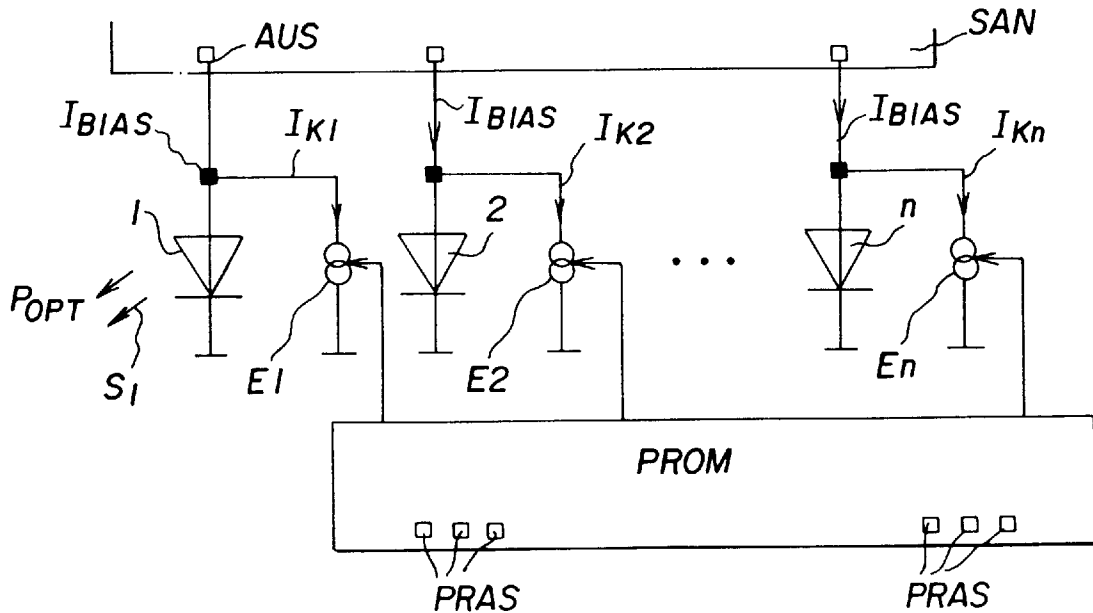 AUS
SAN
IBIAS
IK1
IBIAS
IK2
IBIAS
IKn
1
2
n
POPT
S1
E1
E2
En
PROM
PRAS
PRAS